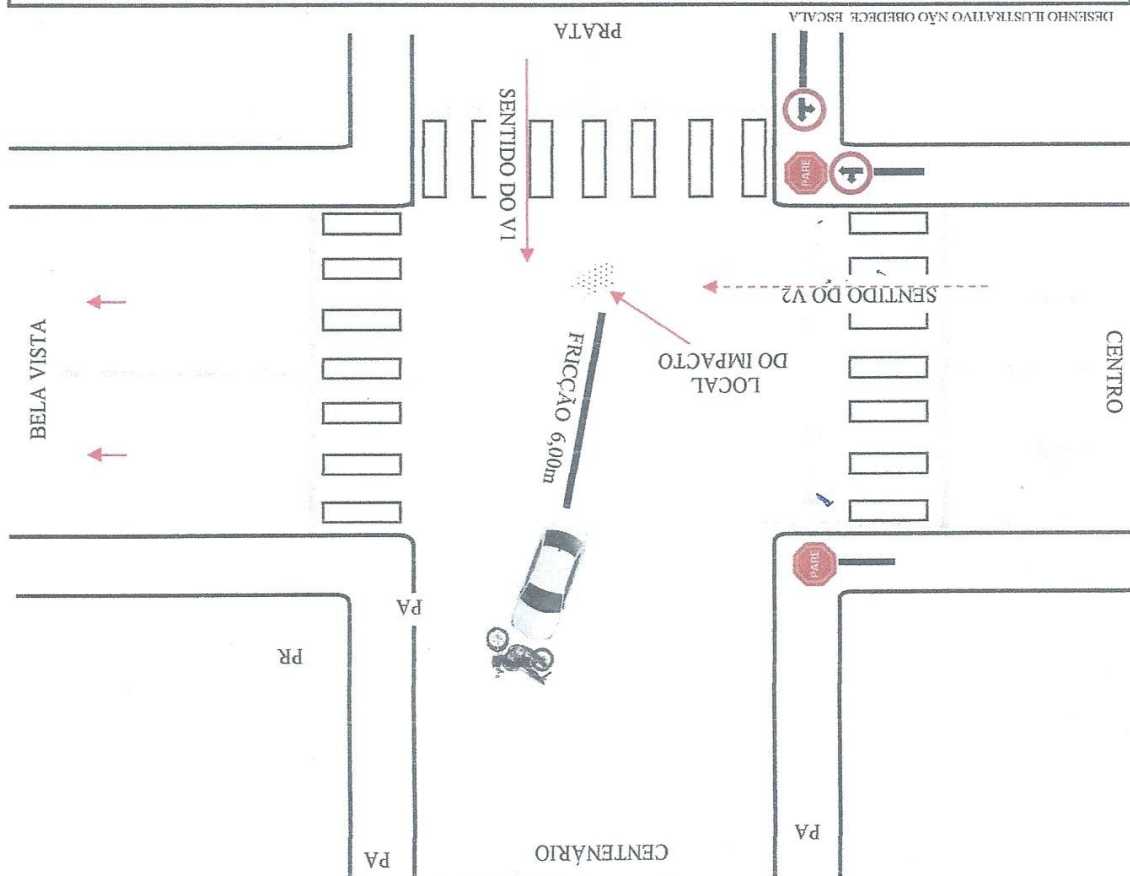 PA
CENTENÁRIO
PA
PR
PA
PARE
FRICÇÃO 6,00m
LOCAL
DO IMPACTO
CENTRO
BELA VISTA
SENTIDO DO V2
SENTIDO DO V1
PARE
PRATA
DESENHO ILUSTRATIVO NÃO OBEDECE ESCALA